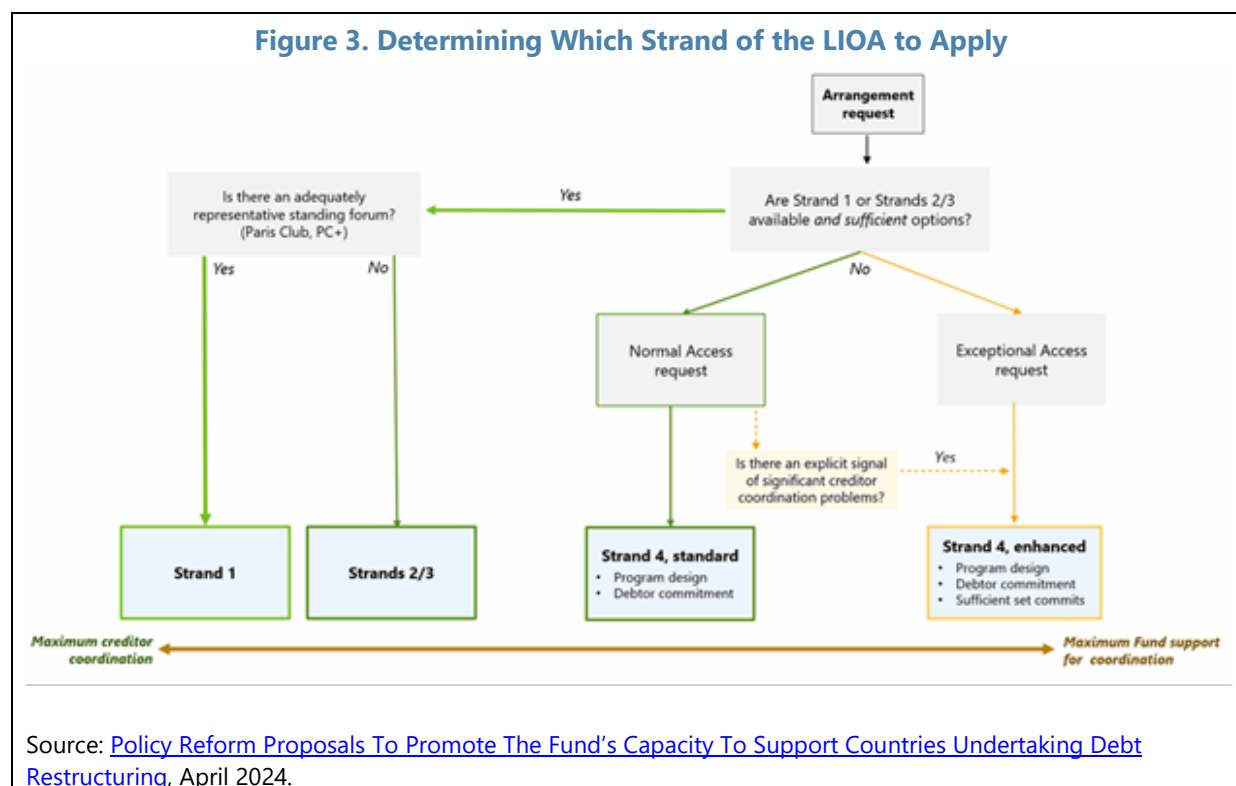 Figure 3. Determining Which Strand of the LIOA to Apply
Arrangement
request
Is there an adequately
representative standing forum?
(Paris Club, PC+)
Yes
Are Strand 1 or Strands 2/3
available and sufficient options?
Yes
No
No
Normal Access
request
Exceptional Access
request
Is there an explicit signal
of significant creditor
coordination problems?
Yes
Strand 1
Strands 2/3
Strand 4, standard
• Program design
• Debtor commitment
Strand 4, enhanced
• Program design
• Debtor commitment
• Sufficient set commits
Maximum creditor
coordination
Maximum Fund support
for coordination
Source: Policy Reform Proposals To Promote The Fund's Capacity To Support Countries Undertaking Debt
Restructuring, April 2024.